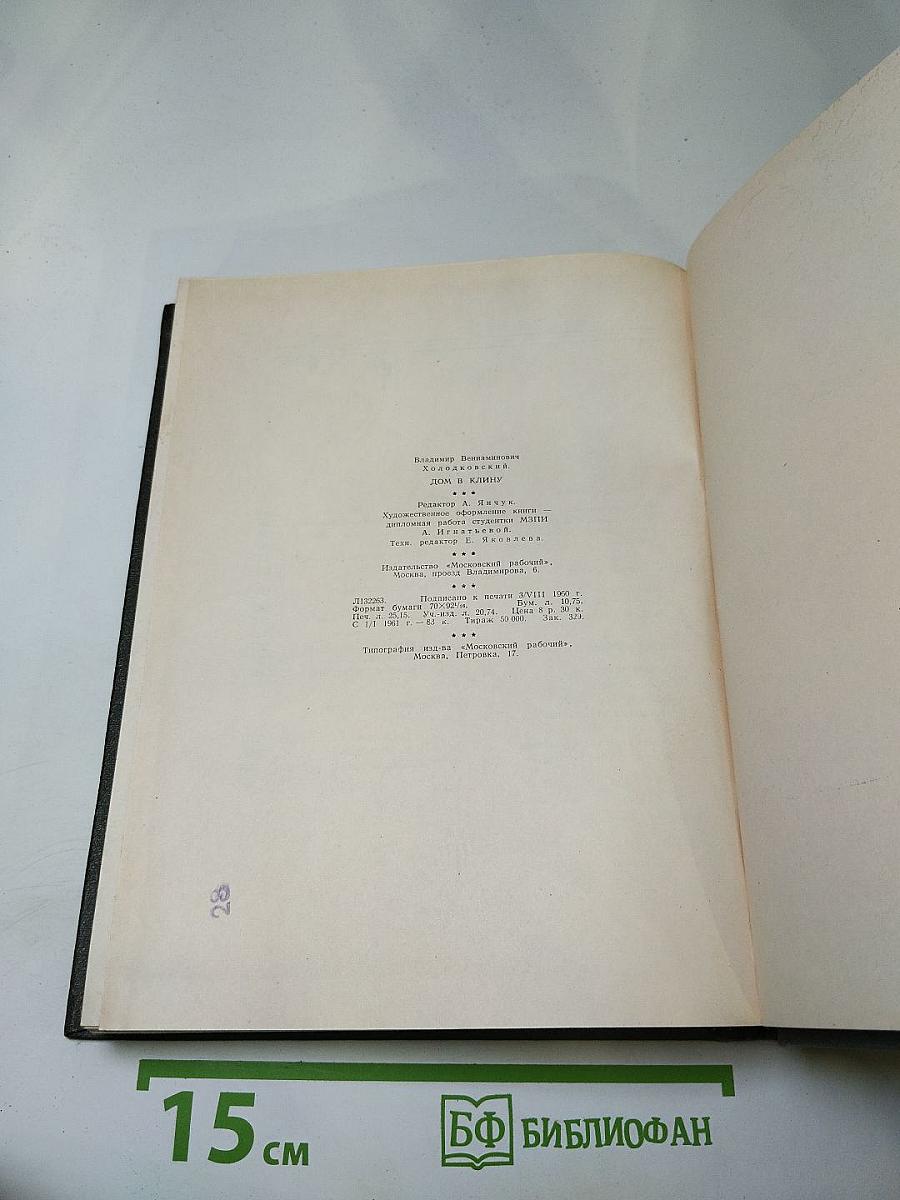 Владимир Вениаминович
Холодковский.
ДОМ В КЛИНУ
* * *
Редактор А. Янчук.
Художественное оформление книги —
дипломная работа студентки МЗПИ
А. Игнатьевой.
Техн. редактор Е. Яковлева.
* * *
Издательство «Московский рабочий»,
Москва, проезд Владимирова, 6.
* * *
Л132263. Подписано к печати 3/VIII 1960 г.
Формат бумаги 70×92¹/₁₆. Бум. л. 10,75.
Печ. л. 25,15. Уч.-изд. л. 20,74. Цена 8 р. 30 к.
С 1/I 1961 г. — 83 к. Тираж 50 000. Зак. 329.
* * *
Типография изд-ва «Московский рабочий»,
Москва, Петровка, 17.
28
15 см
БФ БИБЛИОФАН